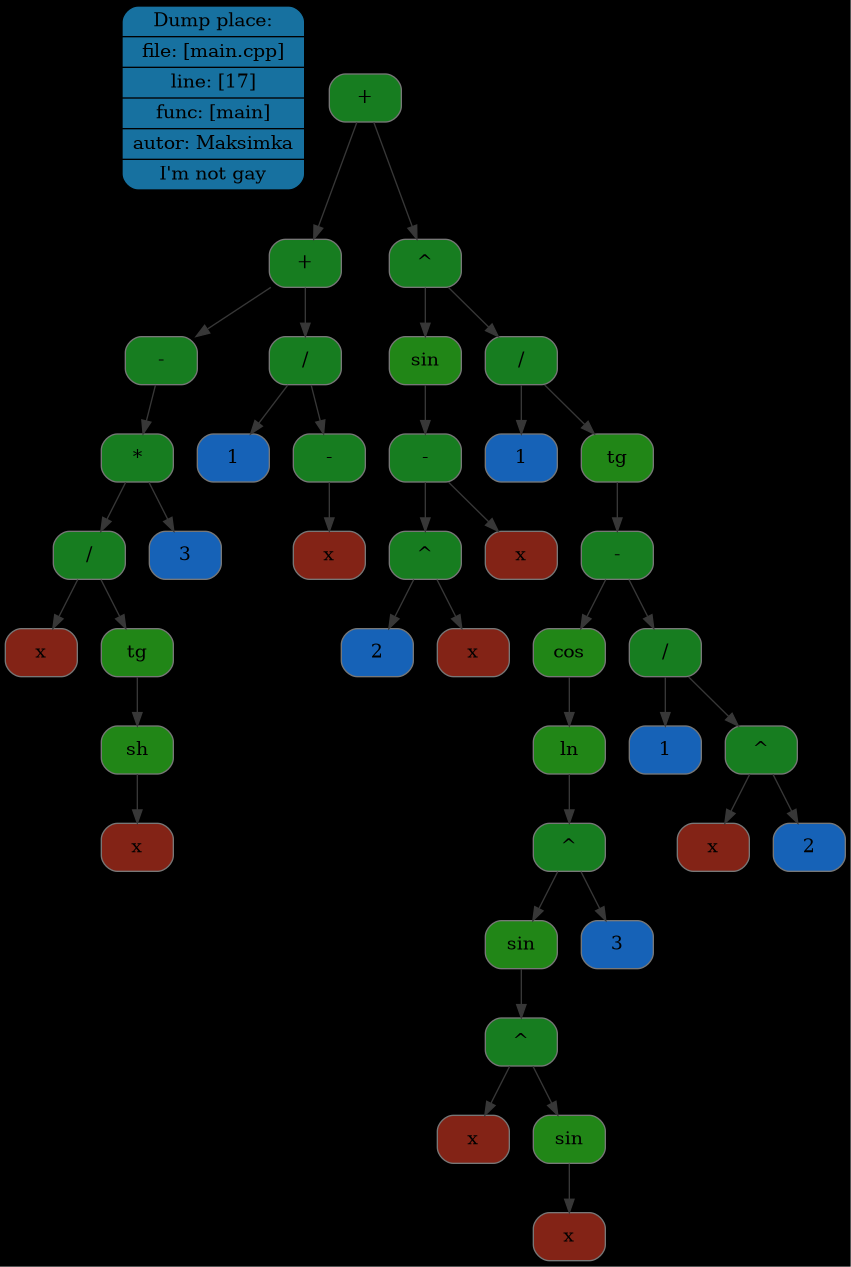 Dump place:
file: [main.cpp]
line: [17]
func: [main]
autor: Maksimka
I'm not gay
+
+ ^
- / sin /
* 1 - - 1 tg
/ 3 x ^ x -
x tg 2 x cos /
sh ln 1 ^
x ^ x 2
sin 3
^
x sin
x